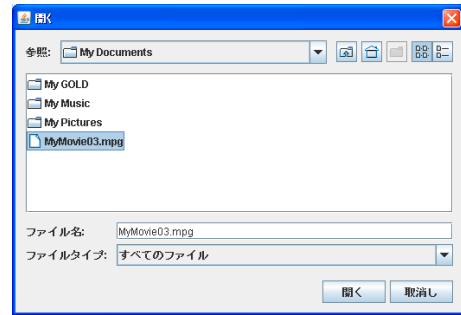 開く
参照: My Documents
My GOLD
My Music
My Pictures
MyMovie03.mpg
ファイル名: MyMovie03.mpg
ファイルタイプ: すべてのファイル
開く 取消し